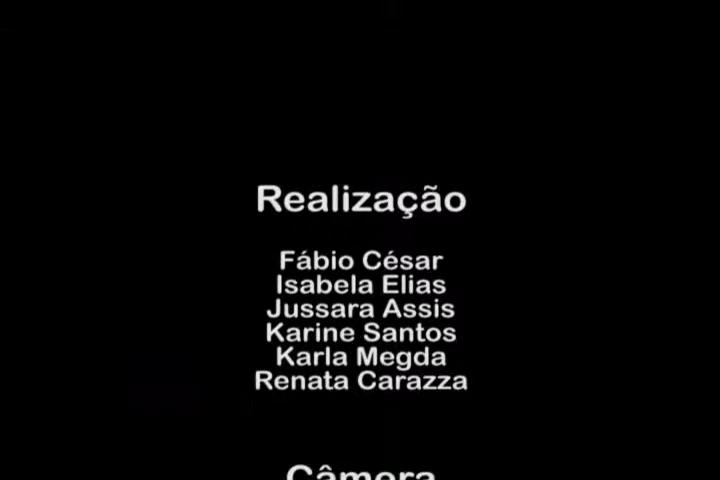 Realização
Fábio César
Isabela Elias
Jussara Assis
Karine Santos
Karla Megda
Renata Carazza
Câmera